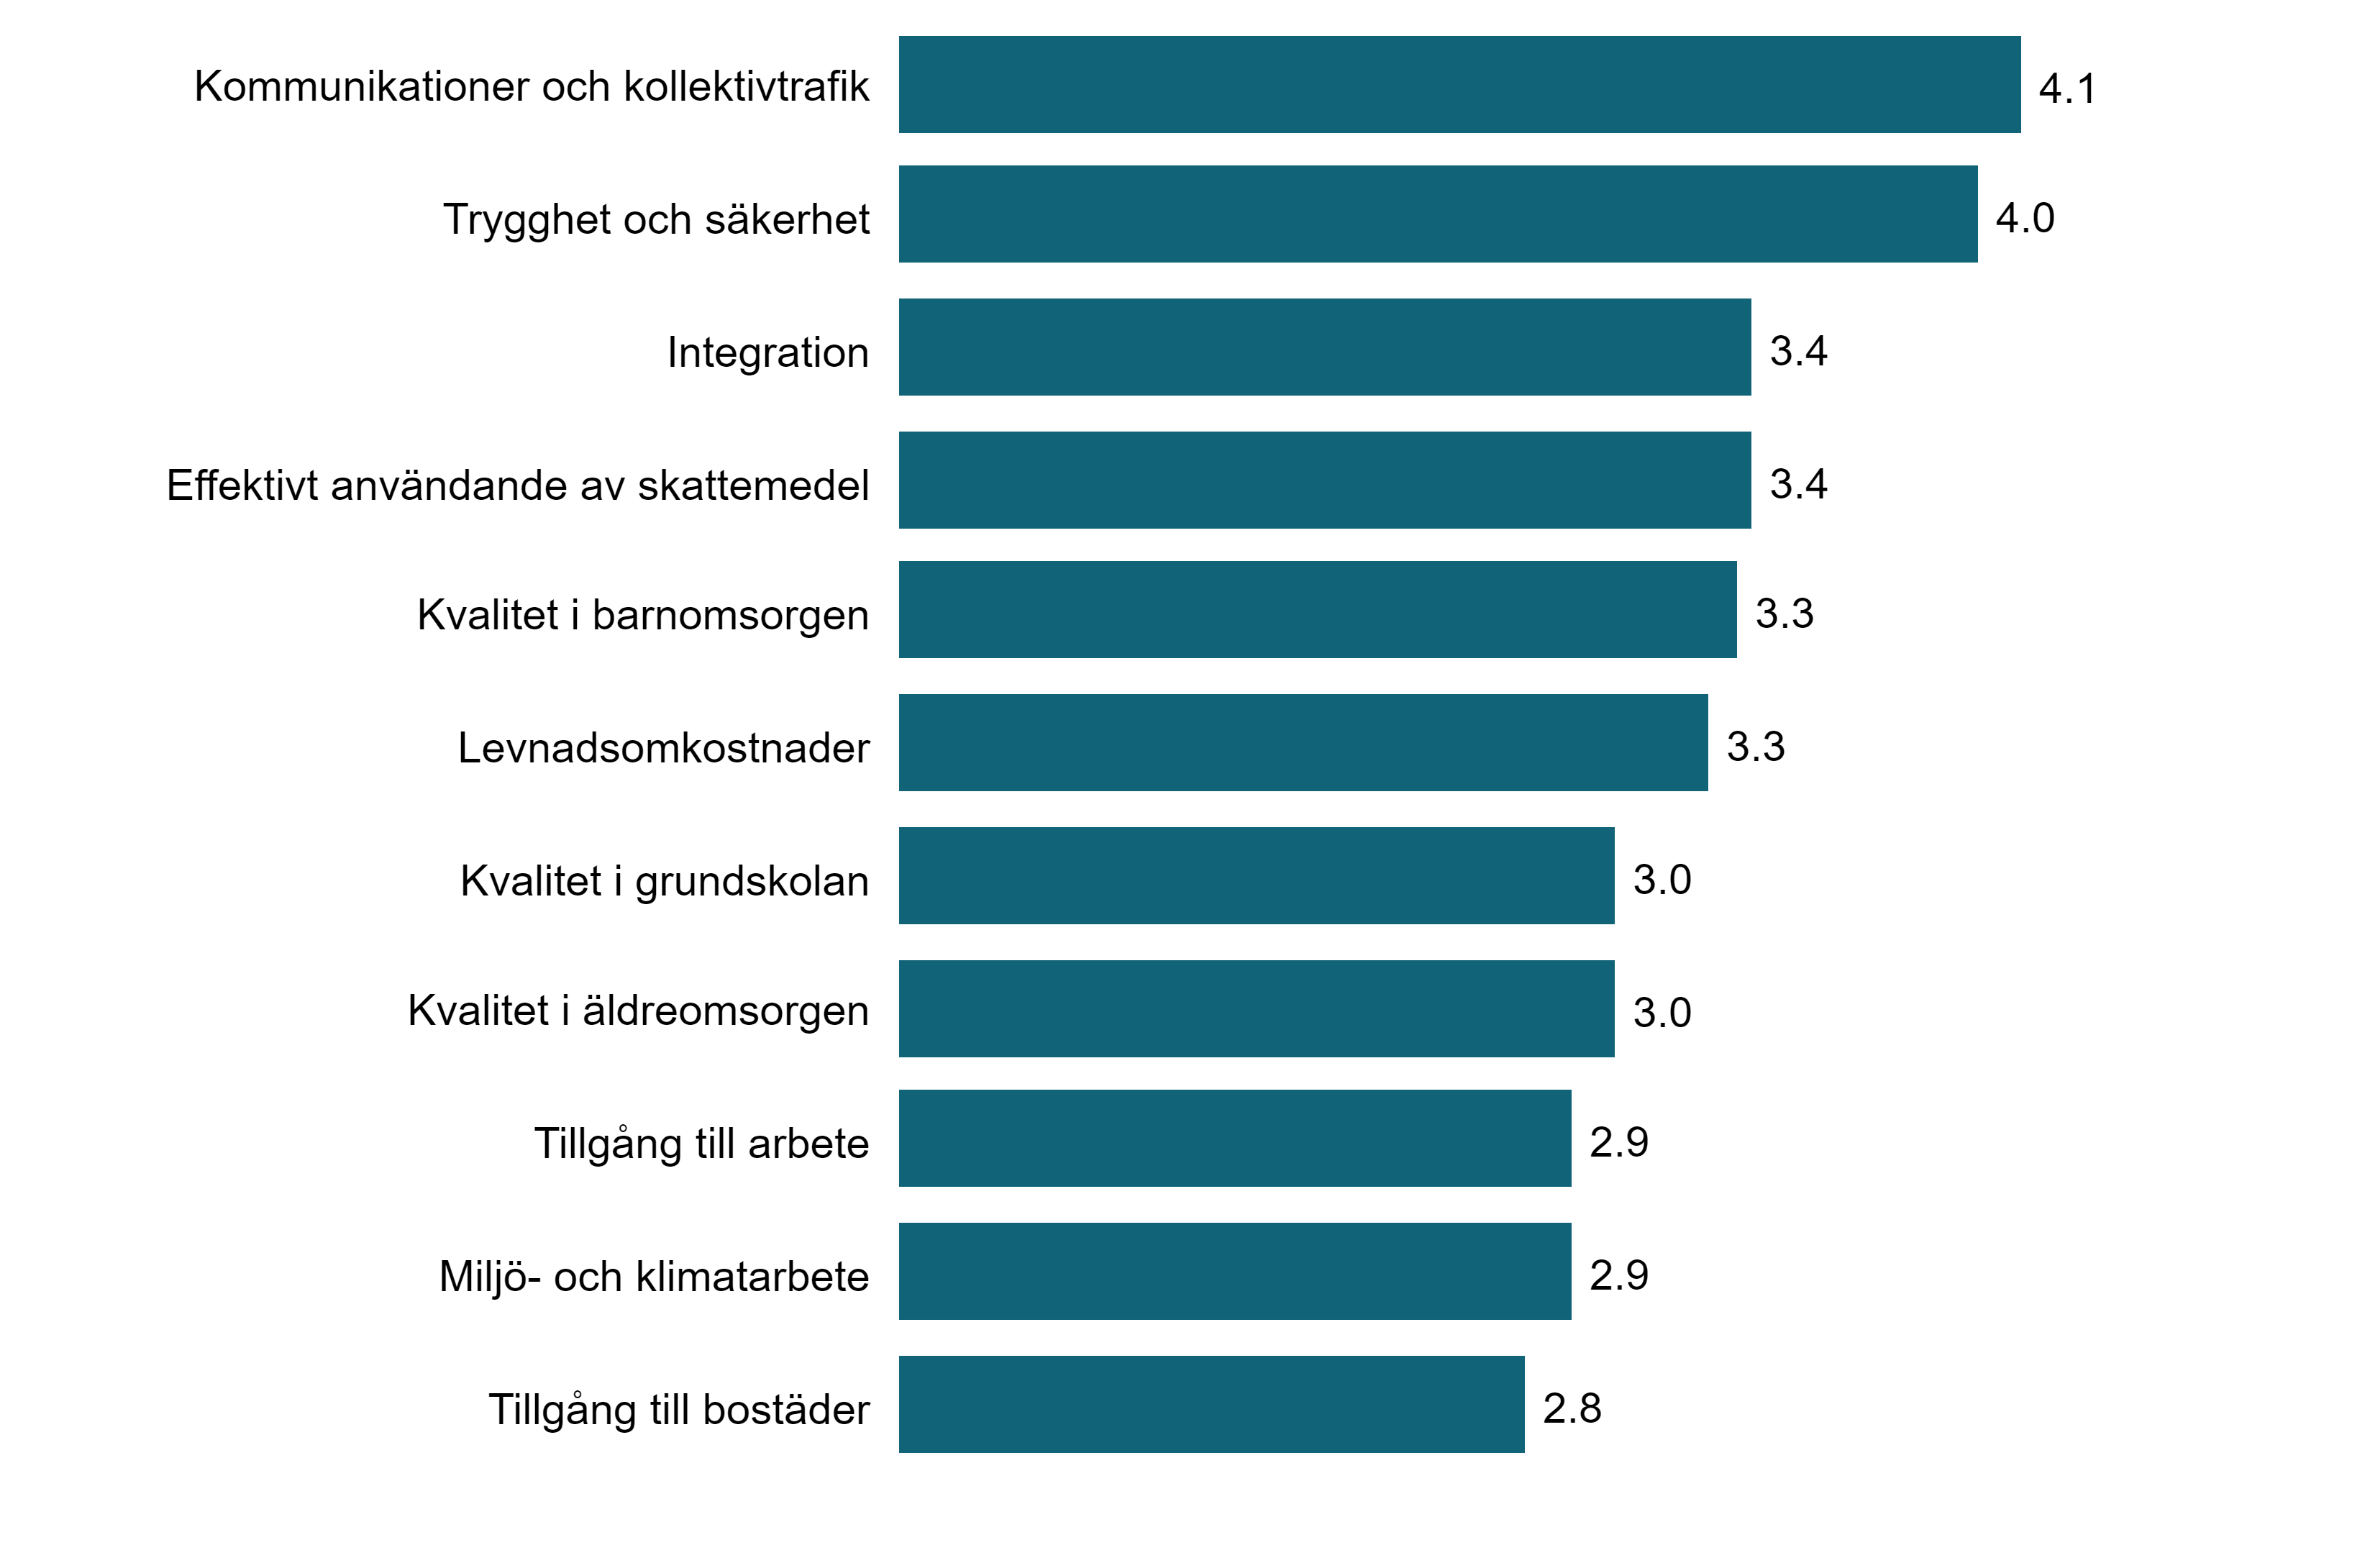 Kommunikationer och kollektivtrafik 4.1
Trygghet och säkerhet 4.0
Integration 3.4
Effektivt användande av skattemedel 3.4
Kvalitet i barnomsorgen 3.3
Levnadsomkostnader 3.3
Kvalitet i grundskolan 3.0
Kvalitet i äldreomsorgen 3.0
Tillgång till arbete 2.9
Miljö- och klimatarbete 2.9
Tillgång till bostäder 2.8